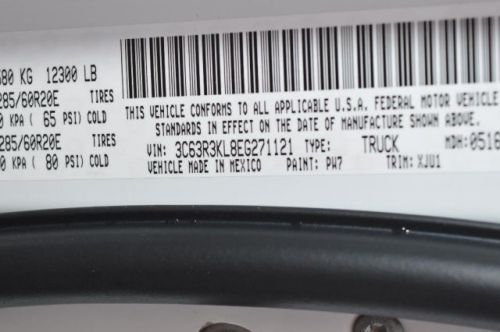 580 KG 12300 LB
285/60R20E TIRES
0 KPA ( 65 PSI) COLD
285/60R20E TIRES
0 KPA ( 80 PSI) COLD
THIS VEHICLE CONFORMS TO ALL APPLICABLE U.S.A. FEDERAL MOTOR VEHICLE
STANDARDS IN EFFECT ON THE DATE OF MANUFACTURE SHOWN ABOVE.
VIN: 3C63R3KL8EG271121 TYPE: TRUCK MDH: 0516
VEHICLE MADE IN MEXICO PAINT: PW7 TRIM: XJU1